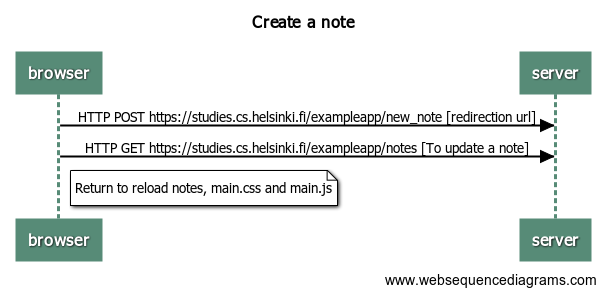 Create a note
browser
server
HTTP POST https://studies.cs.helsinki.fi/exampleapp/new_note [redirection url]
HTTP GET https://studies.cs.helsinki.fi/exampleapp/notes [To update a note]
Return to reload notes, main.css and main.js
browser
server
www.websequencediagrams.com